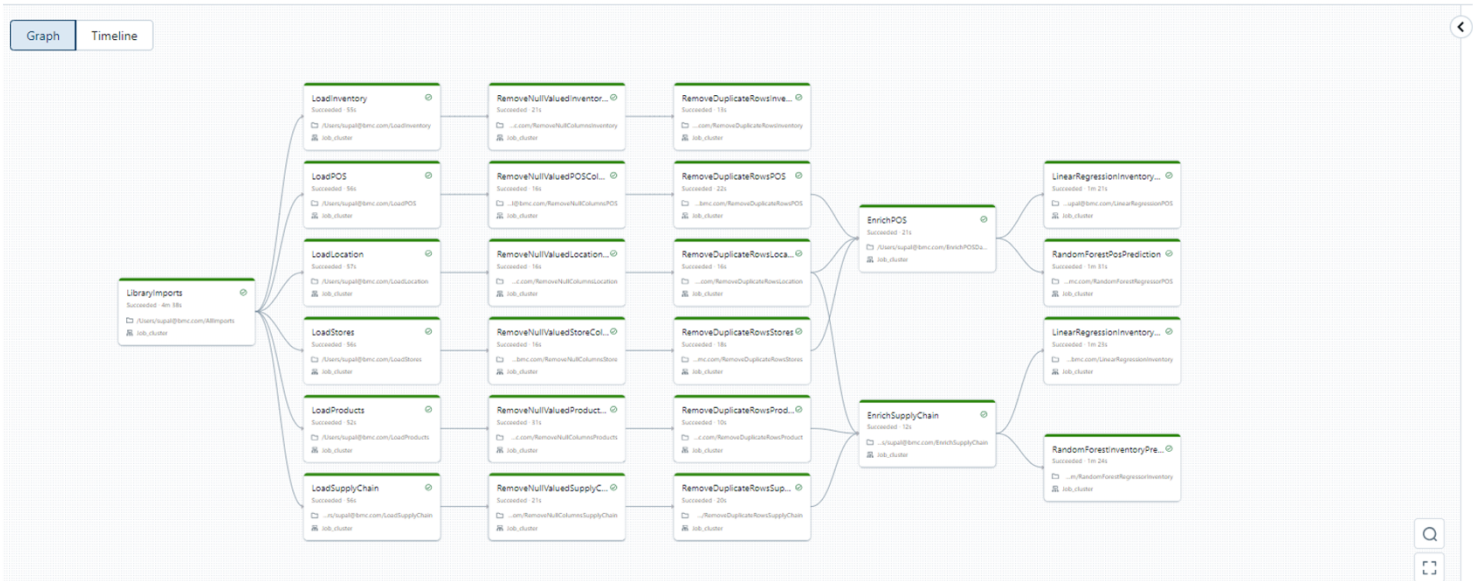 Graph
Timeline
LibraryImports
Succeeded · 4m 38s
/Users/supal@bmc.com/AllImports
Job_cluster
LoadInventory
Succeeded · 55s
/Users/supal@bmc.com/LoadInventory
Job_cluster
LoadPOS
Succeeded · 56s
/Users/supal@bmc.com/LoadPOS
Job_cluster
LoadLocation
Succeeded · 57s
/Users/supal@bmc.com/LoadLocation
Job_cluster
LoadStores
Succeeded · 56s
/Users/supal@bmc.com/LoadStores
Job_cluster
LoadProducts
Succeeded · 52s
/Users/supal@bmc.com/LoadProducts
Job_cluster
LoadSupplyChain
Succeeded · 56s
...rs/supal@bmc.com/LoadSupplyChain
Job_cluster
RemoveNullValuedInventor...
Succeeded · 21s
...c.com/RemoveNullColumnsInventory
Job_cluster
RemoveNullValuedPOSCol...
Succeeded · 16s
...l@bmc.com/RemoveNullColumnsPOS
Job_cluster
RemoveNullValuedLocation...
Succeeded · 16s
...c.com/RemoveNullColumnsLocation
Job_cluster
RemoveNullValuedStoreCol...
Succeeded · 16s
...bmc.com/RemoveNullColumnsStore
Job_cluster
RemoveNullValuedProduct...
Succeeded · 31s
...c.com/RemoveNullColumnsProducts
Job_cluster
RemoveNullValuedSupplyC...
Succeeded · 21s
...om/RemoveNullColumnsSupplyChain
Job_cluster
RemoveDuplicateRowsInve...
Succeeded · 19s
...com/RemoveDuplicateRowsInventory
Job_cluster
RemoveDuplicateRowsPOS
Succeeded · 22s
...bmc.com/RemoveDuplicateRowsPOS
Job_cluster
RemoveDuplicateRowsLoca...
Succeeded · 16s
...com/RemoveDuplicateRowsLocation
Job_cluster
RemoveDuplicateRowsStores
Succeeded · 18s
...mc.com/RemoveDuplicateRowsStores
Job_cluster
RemoveDuplicateRowsProd...
Succeeded · 10s
...c.com/RemoveDuplicateRowsProduct
Job_cluster
RemoveDuplicateRowsSup...
Succeeded · 20s
.../RemoveDuplicateRowsSupplyChain
Job_cluster
EnrichPOS
Succeeded · 21s
/Users/supal@bmc.com/EnrichPOSDa...
Job_cluster
EnrichSupplyChain
Succeeded · 12s
...s/supal@bmc.com/EnrichSupplyChain
Job_cluster
LinearRegressionInventory...
Succeeded · 1m 21s
...upal@bmc.com/LinearRegressionPOS
Job_cluster
RandomForestPosPrediction
Succeeded · 1m 31s
...mc.com/RandomForestRegressorPOS
Job_cluster
LinearRegressionInventory...
Succeeded · 1m 23s
...bmc.com/LinearRegressionInventory
Job_cluster
RandomForestInventoryPre...
Succeeded · 1m 24s
...m/RandomForestRegressorInventory
Job_cluster